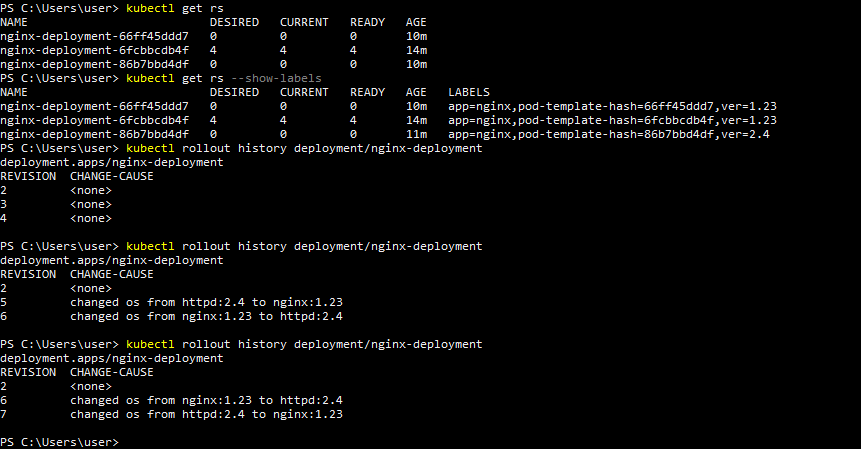 PS C:\Users\user> kubectl get rs
NAME DESIRED CURRENT READY AGE
nginx-deployment-66ff45ddd7 0 0 0 10m
nginx-deployment-6fcbbcdb4f 4 4 4 14m
nginx-deployment-86b7bbd4df 0 0 0 10m
PS C:\Users\user> kubectl get rs --show-labels
NAME DESIRED CURRENT READY AGE LABELS
nginx-deployment-66ff45ddd7 0 0 0 10m app=nginx,pod-template-hash=66ff45ddd7,ver=1.23
nginx-deployment-6fcbbcdb4f 4 4 4 14m app=nginx,pod-template-hash=6fcbbcdb4f,ver=1.23
nginx-deployment-86b7bbd4df 0 0 0 11m app=nginx,pod-template-hash=86b7bbd4df,ver=2.4
PS C:\Users\user> kubectl rollout history deployment/nginx-deployment
deployment.apps/nginx-deployment
REVISION CHANGE-CAUSE
2 <none>
3 <none>
4 <none>
PS C:\Users\user> kubectl rollout history deployment/nginx-deployment
deployment.apps/nginx-deployment
REVISION CHANGE-CAUSE
2 <none>
5 changed os from httpd:2.4 to nginx:1.23
6 changed os from nginx:1.23 to httpd:2.4
PS C:\Users\user> kubectl rollout history deployment/nginx-deployment
deployment.apps/nginx-deployment
REVISION CHANGE-CAUSE
2 <none>
6 changed os from nginx:1.23 to httpd:2.4
7 changed os from httpd:2.4 to nginx:1.23
PS C:\Users\user>